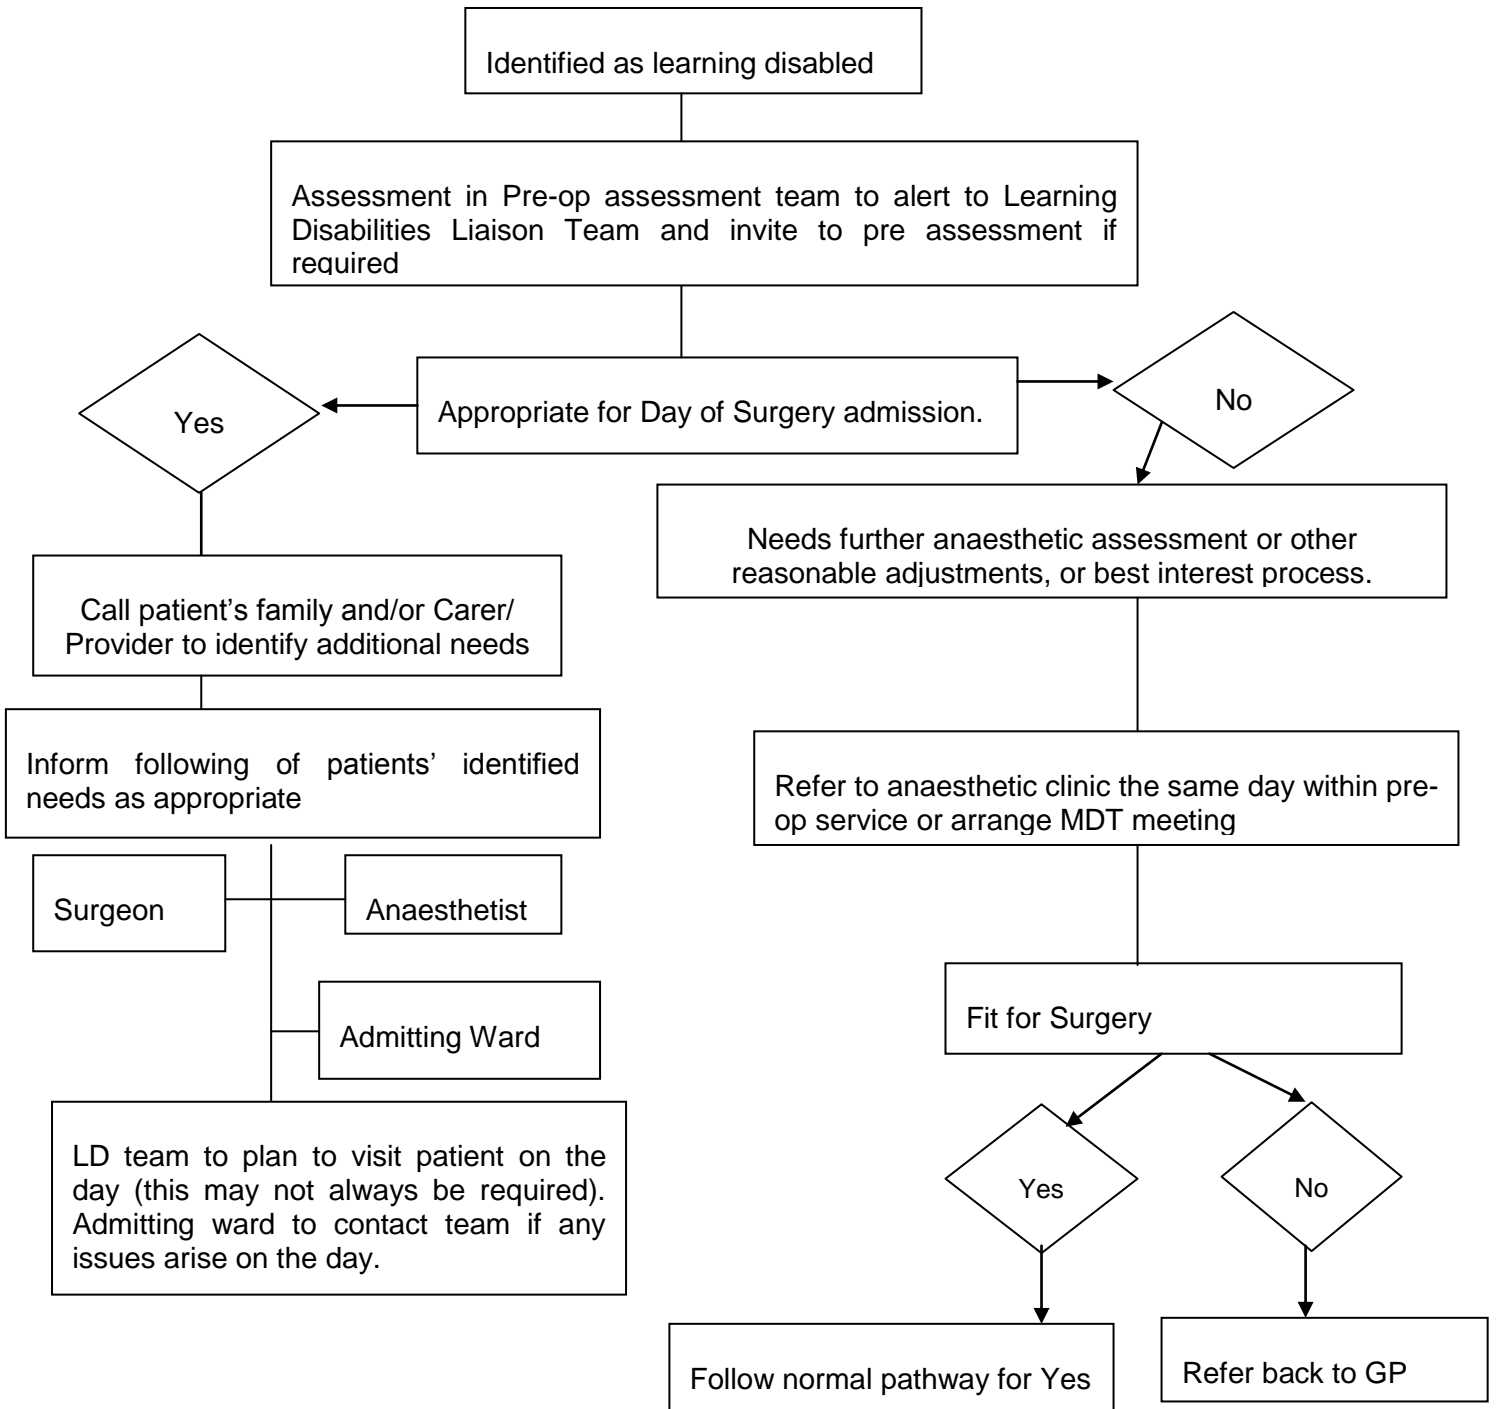 Identified as learning disabled
Assessment in Pre-op assessment team to alert to Learning
Disabilities Liaison Team and invite to pre assessment if
required
Appropriate for Day of Surgery admission.
Yes
No
Needs further anaesthetic assessment or other
reasonable adjustments, or best interest process.
Call patient’s family and/or Carer/
Provider to identify additional needs
Inform following of patients’ identified
needs as appropriate
Refer to anaesthetic clinic the same day within pre-
op service or arrange MDT meeting
Surgeon
Anaesthetist
Admitting Ward
Fit for Surgery
LD team to plan to visit patient on the
day (this may not always be required).
Admitting ward to contact team if any
issues arise on the day.
Yes
No
Follow normal pathway for Yes
Refer back to GP